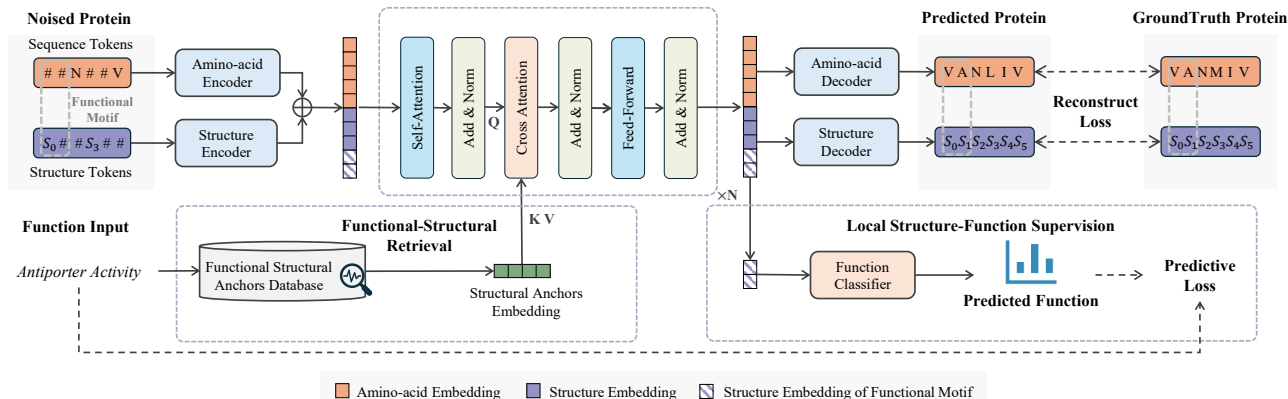 Noised Protein
Sequence Tokens
# # N # # V
Functional
Motif
S0 # # S3 # #
Structure Tokens
Amino-acid
Encoder
Structure
Encoder
Self-Attention
Add & Norm
Q
Cross Attention
Add & Norm
Feed-Forward
Add & Norm
×N
Amino-acid
Decoder
Structure
Decoder
Predicted Protein
V A N L I V
S0S1S2S3S4S5
Reconstruct
Loss
GroundTruth Protein
V A N M I V
S0S1S2S3S4S5
Function Input
Antiporter Activity
Functional-Structural
Retrieval
Functional Structural
Anchors Database
K V
Structural Anchors
Embedding
Local Structure-Function Supervision
Function
Classifier
Predicted Function
Predictive
Loss
Amino-acid Embedding
Structure Embedding
Structure Embedding of Functional Motif